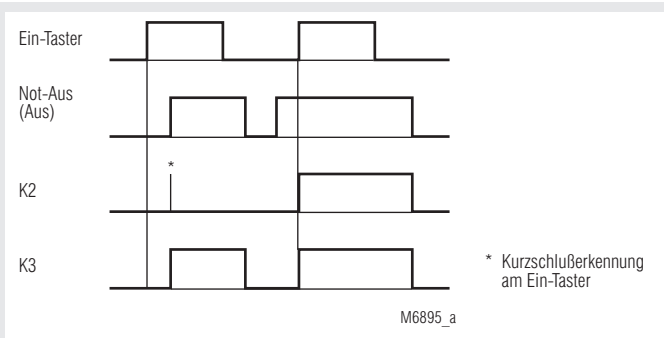 Ein-Taster
Not-Aus
(Aus)
*
K2
K3
* Kurzschlußerkennung
am Ein-Taster
M6895_a